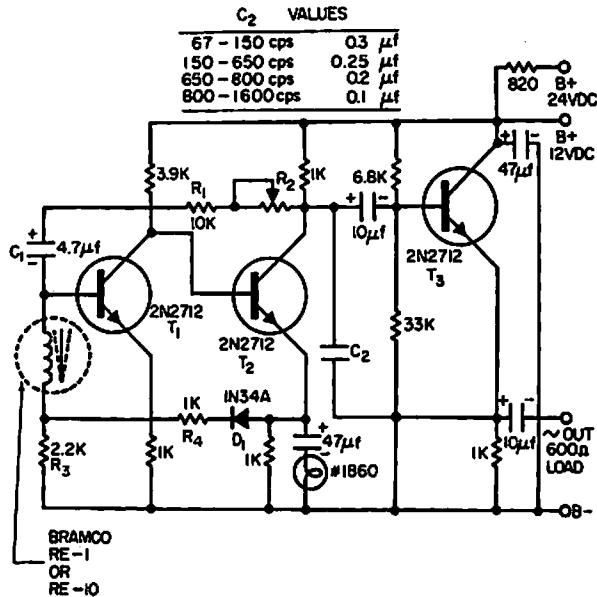 C2 VALUES
67-150 cps 0.3 µf
150-650 cps 0.25 µf
650-800 cps 0.2 µf
800-1600 cps 0.1 µf
820
B+
24VDC
B+
12VDC
+ -
47µf
3.9K
R1
10K
R2
1K
6.8K
+ -
10µf
C1
+
-
4.7µf
2N2712
T1
2N2712
T2
2N2712
T3
C2
33K
1K
R4
1N34A
D1
1K
+
47µf
-
#1860
2.2K
R3
1K
+ -
10µf
1K
~OUT
600Ω
LOAD
B-
BRAMCO
RE-1
OR
RE-10